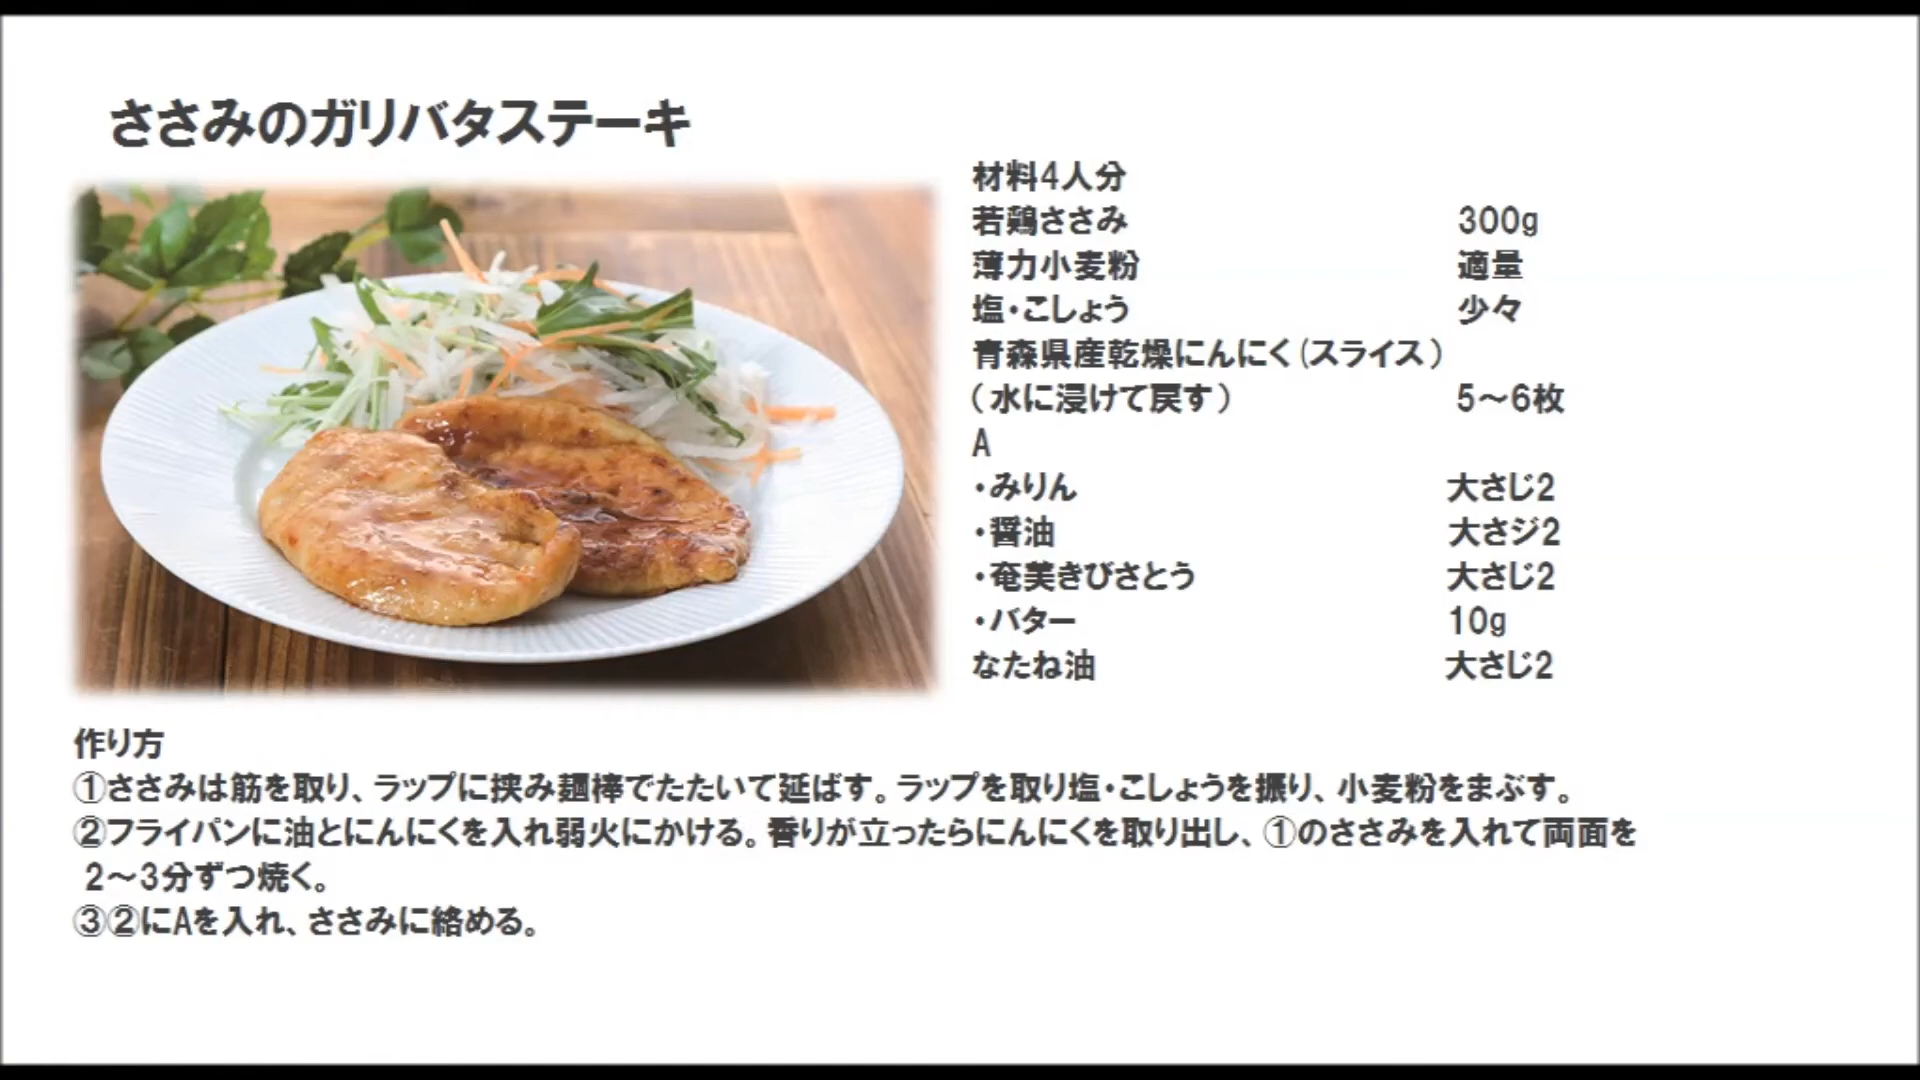 ささみのガリバタステーキ
材料4人分
若鶏ささみ 300g
薄力小麦粉 適量
塩・こしょう 少々
青森県産乾燥にんにく(スライス)
(水に浸けて戻す) 5～6枚
A
・みりん 大さじ2
・醤油 大さジ2
・奄美きびさとう 大さじ2
・バター 10g
なたね油 大さじ2
作り方
①ささみは筋を取り、ラップに挟み麺棒でたたいて延ばす。ラップを取り塩・こしょうを振り、小麦粉をまぶす。
②フライパンに油とにんにくを入れ弱火にかける。香りが立ったらにんにくを取り出し、①のささみを入れて両面を
2～3分ずつ焼く。
③②にAを入れ、ささみに絡める。